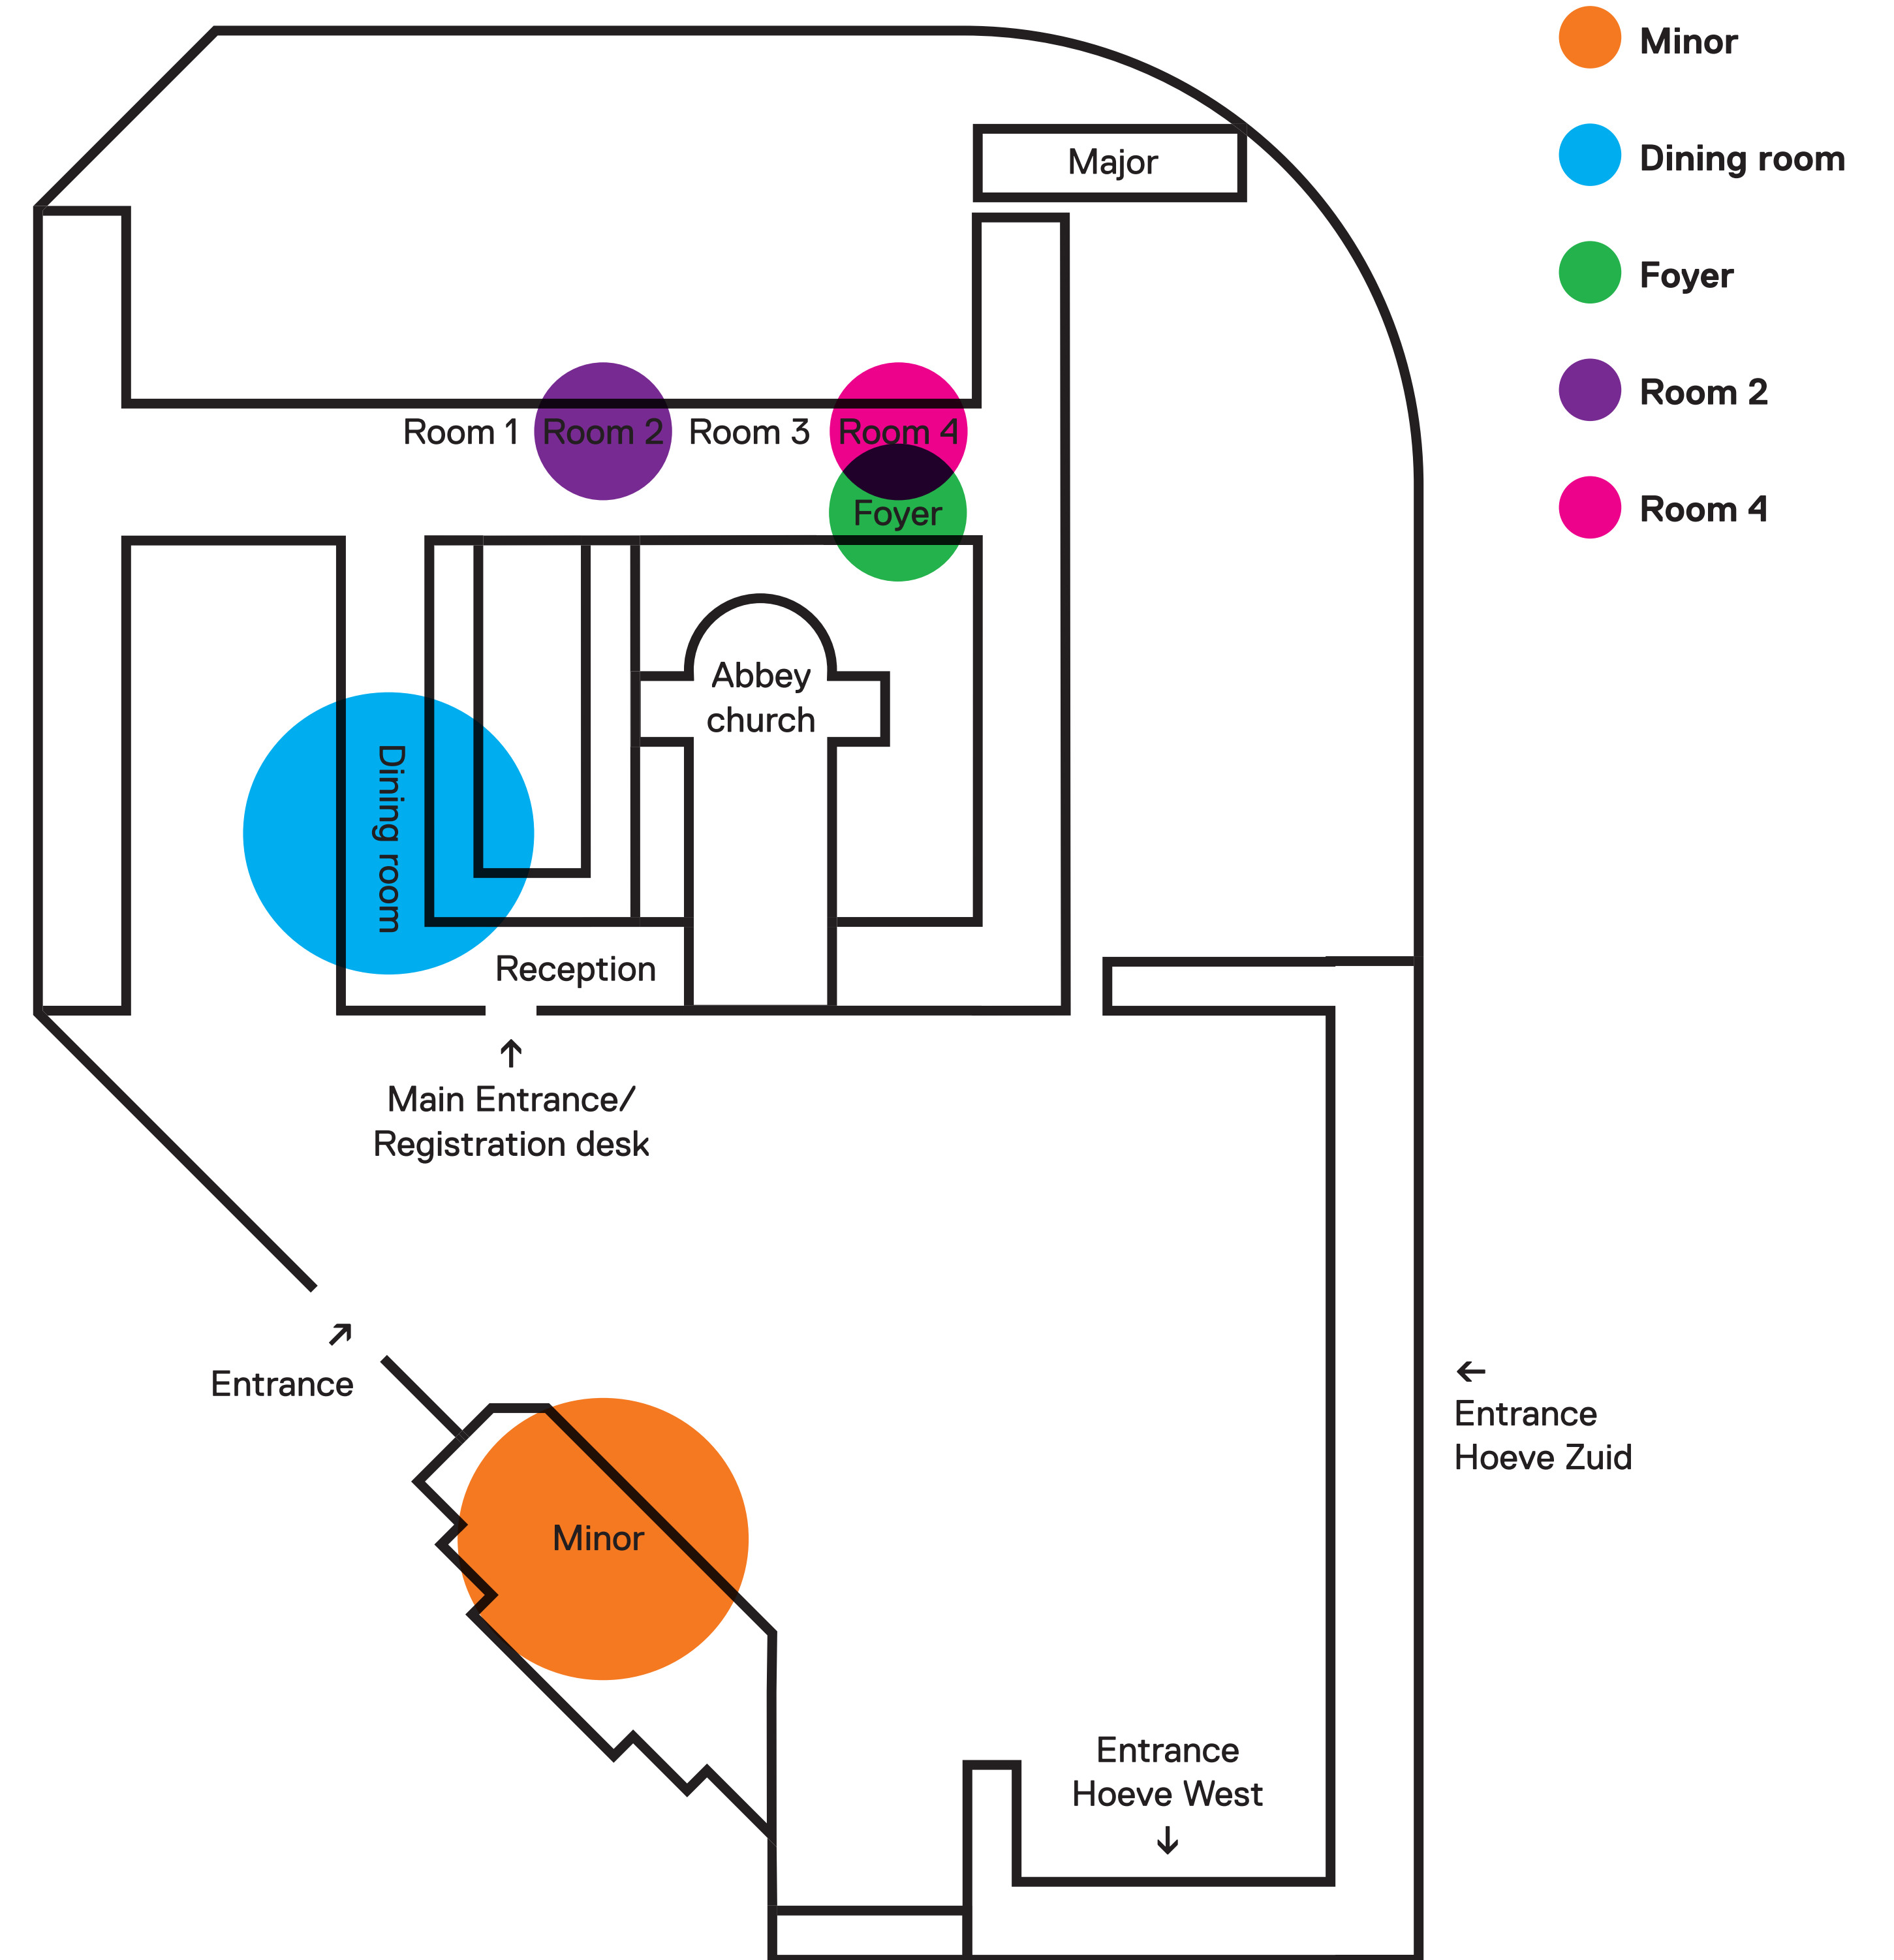 Minor
Dining room
Foyer
Room 2
Room 4
Major
Room 1
Room 2
Room 3
Room 4
Foyer
Abbey
church
Dining room
Reception
↑
Main Entrance/
Registration desk
↗
Entrance
←
Entrance
Hoeve Zuid
Minor
Entrance
Hoeve West
↓